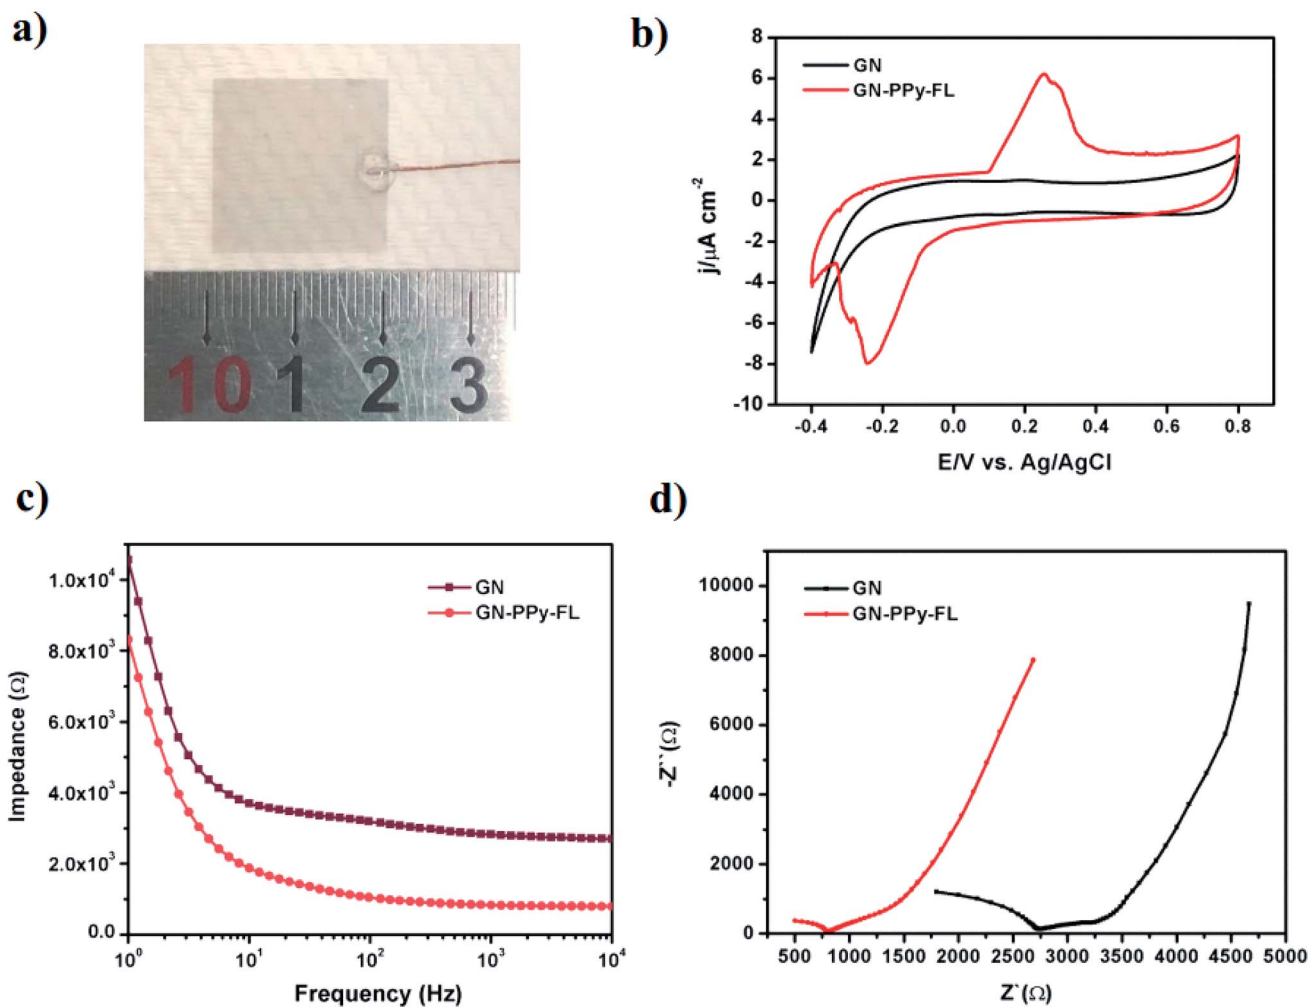 a)
10 1 2 3
b)
GN
GN-PPy-FL
j/μA cm⁻²
6
4
2
0
-2
-4
-6
-8
-10
-0.4 -0.2 0.0 0.2 0.4 0.6 0.8
E/V vs. Ag/AgCl
c)
GN
GN-PPy-FL
Impedance (Ω)
1.0x10⁴
8.0x10³
6.0x10³
4.0x10³
2.0x10³
0.0
10⁰ 10¹ 10² 10³ 10⁴
Frequency (Hz)
d)
GN
GN-PPy-FL
-Z``(Ω)
10000
8000
6000
4000
2000
0
500 1000 1500 2000 2500 3000 3500 4000 4500 5000
Z`(Ω)